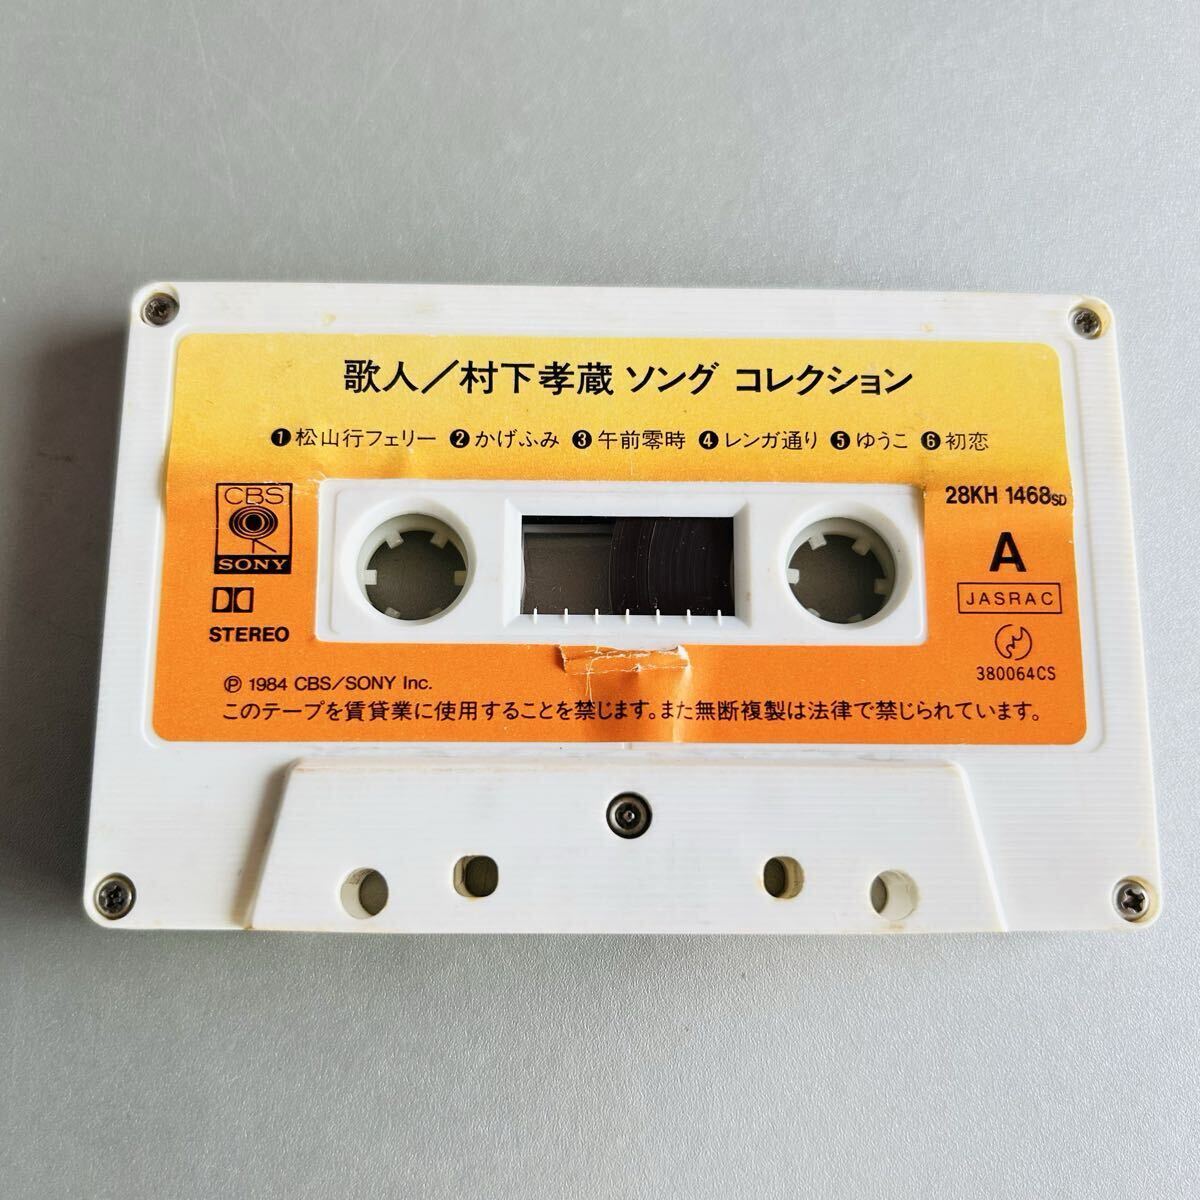 歌人／村下孝蔵 ソング コレクション
❶松山行フェリー ❷かげふみ ❸午前零時 ❹レンガ通り ❺ゆうこ ❻初恋
CBS
SONY
STEREO
28KH 1468SD
A
JASRAC
380064CS
℗ 1984 CBS/SONY Inc.
このテープを賃貸業に使用することを禁じます。また無断複製は法律で禁じられています。